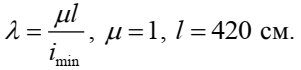 λ = μl / i_min, μ = 1, l = 420 см.